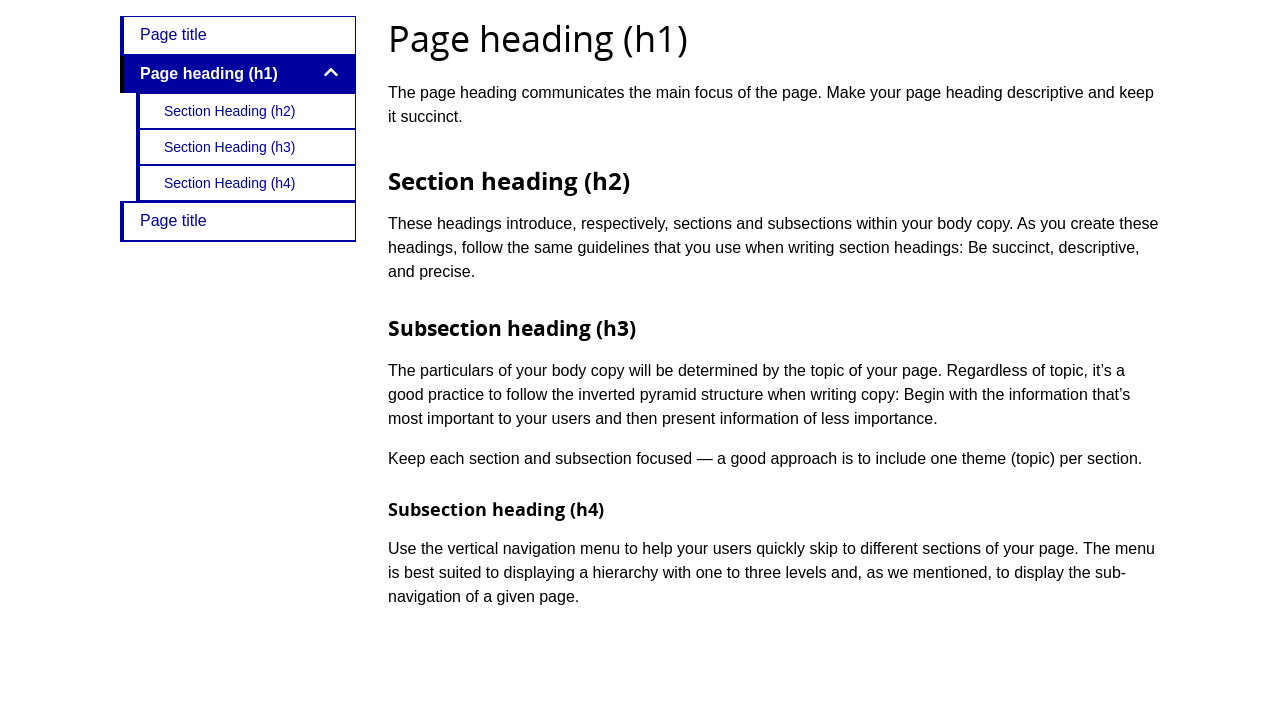 Page title
Page heading (h1)
Section Heading (h2)
Section Heading (h3)
Section Heading (h4)
Page title
Page heading (h1)
The page heading communicates the main focus of the page. Make your page heading descriptive and keep
it succinct.
Section heading (h2)
These headings introduce, respectively, sections and subsections within your body copy. As you create these
headings, follow the same guidelines that you use when writing section headings: Be succinct, descriptive,
and precise.
Subsection heading (h3)
The particulars of your body copy will be determined by the topic of your page. Regardless of topic, it’s a
good practice to follow the inverted pyramid structure when writing copy: Begin with the information that’s
most important to your users and then present information of less importance.
Keep each section and subsection focused — a good approach is to include one theme (topic) per section.
Subsection heading (h4)
Use the vertical navigation menu to help your users quickly skip to different sections of your page. The menu
is best suited to displaying a hierarchy with one to three levels and, as we mentioned, to display the sub-
navigation of a given page.